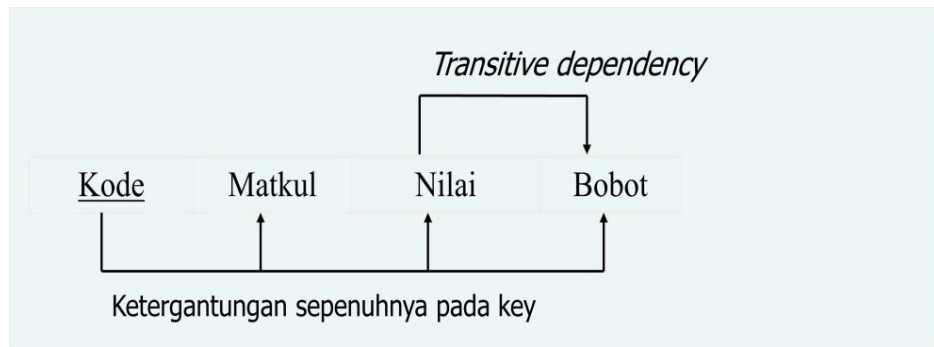 Transitive dependency
Kode Matkul Nilai Bobot
Ketergantungan sepenuhnya pada key